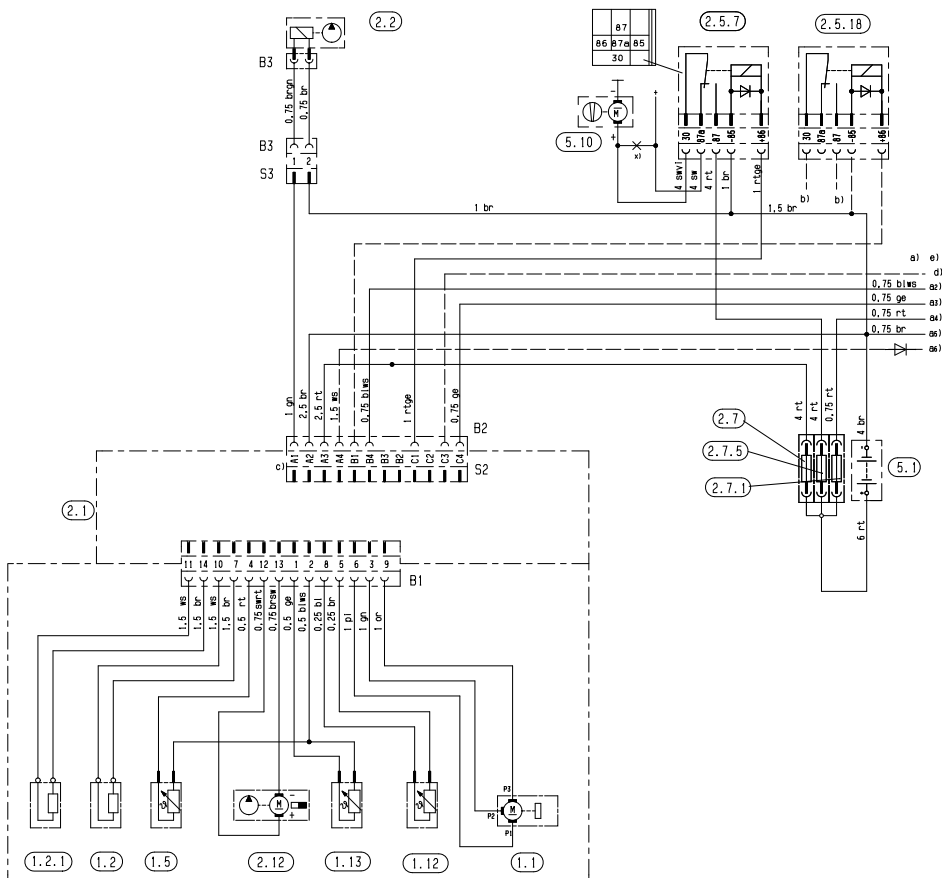 2.2
87
86 87a 85
30
2.5.7
2.5.18
B3
0.75 brgn
0.75 br
B3
1 2
S3
5.10
-
M
+
+
x)
30 87a 87 -85 +86
30 87a 87 -85 +86
4 swvi
4 sw
4 rt
1 br
1 rtge
b) b)
1 br
1,5 br
a) e)
d)
0,75 blws a2)
0,75 ge a3)
0,75 rt a4)
0,75 br a5)
a6)
1 gn
2,5 br
2,5 rt
1,5 ws
0,75 blws
1 rtge
0,75 ge
B2
c) A1 A2 A3 A4 B1 B4 B3 B2 C1 C2 C3 C4
S2
4 rt
4 rt
0,75 rt
4 br
2.7
2.7.5
2.7.1
5.1
6 rt
2.1
11 14 10 7 4 12 13 1 2 8 5 6 3 9
B1
1.5 ws
1.5 br
1.5 ws
1.5 br
0.5 rt
0.75 swrt
0.75 brsw
0.5 ge
0.5 blws
0.25 bl
0.25 br
1 pl
1 gn
1 or
M
-
+
P3
P2
M
P1
1.2.1
1.2
1.5
2.12
1.13
1.12
1.1